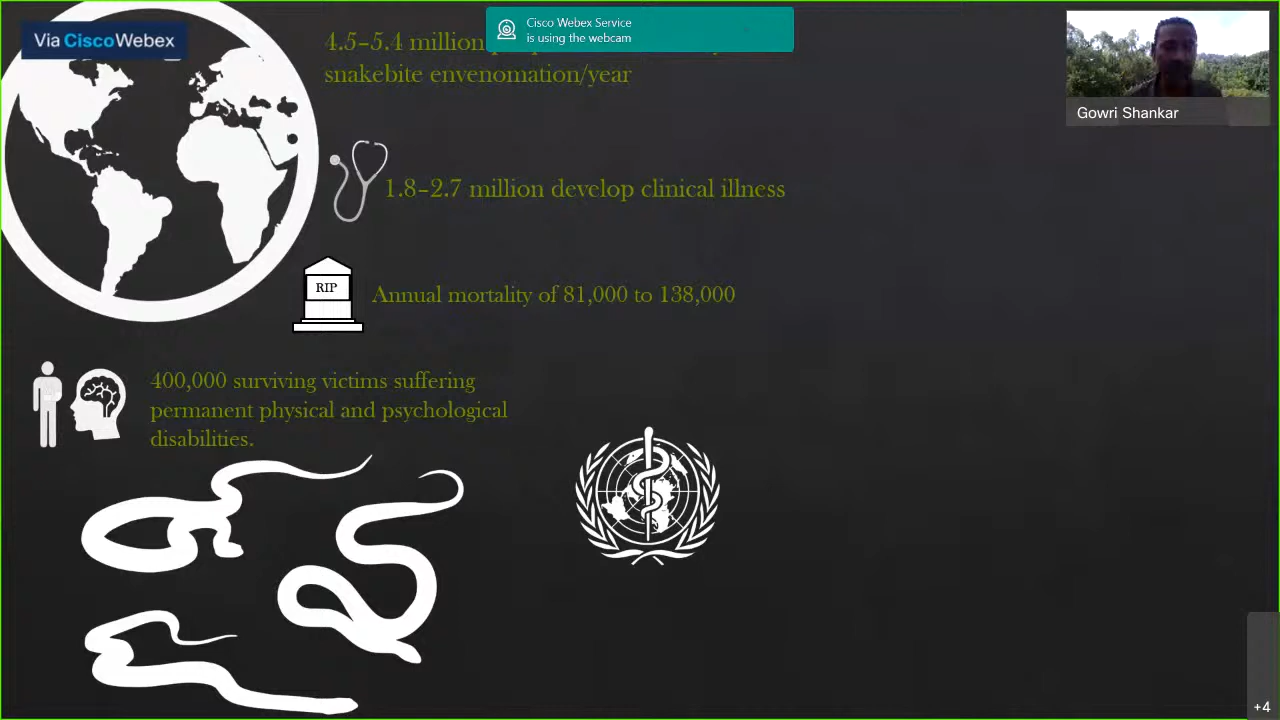 Via CiscoWebex
Cisco Webex Service
is using the webcam
4.5–5.4 million
snakebite envenomation/year
Gowri Shankar
1.8–2.7 million develop clinical illness
RIP
Annual mortality of 81,000 to 138,000
400,000 surviving victims suffering
permanent physical and psychological
disabilities.
+4